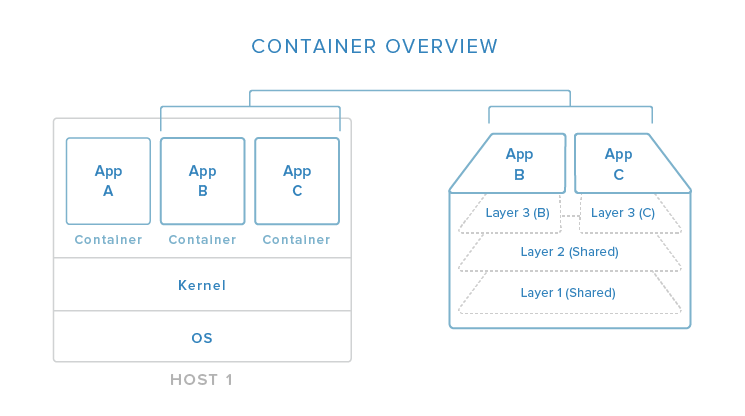 CONTAINER OVERVIEW
App
A
App
B
App
C
Container
Container
Container
Kernel
OS
HOST 1
App
B
App
C
Layer 3 (B)
Layer 3 (C)
Layer 2 (Shared)
Layer 1 (Shared)